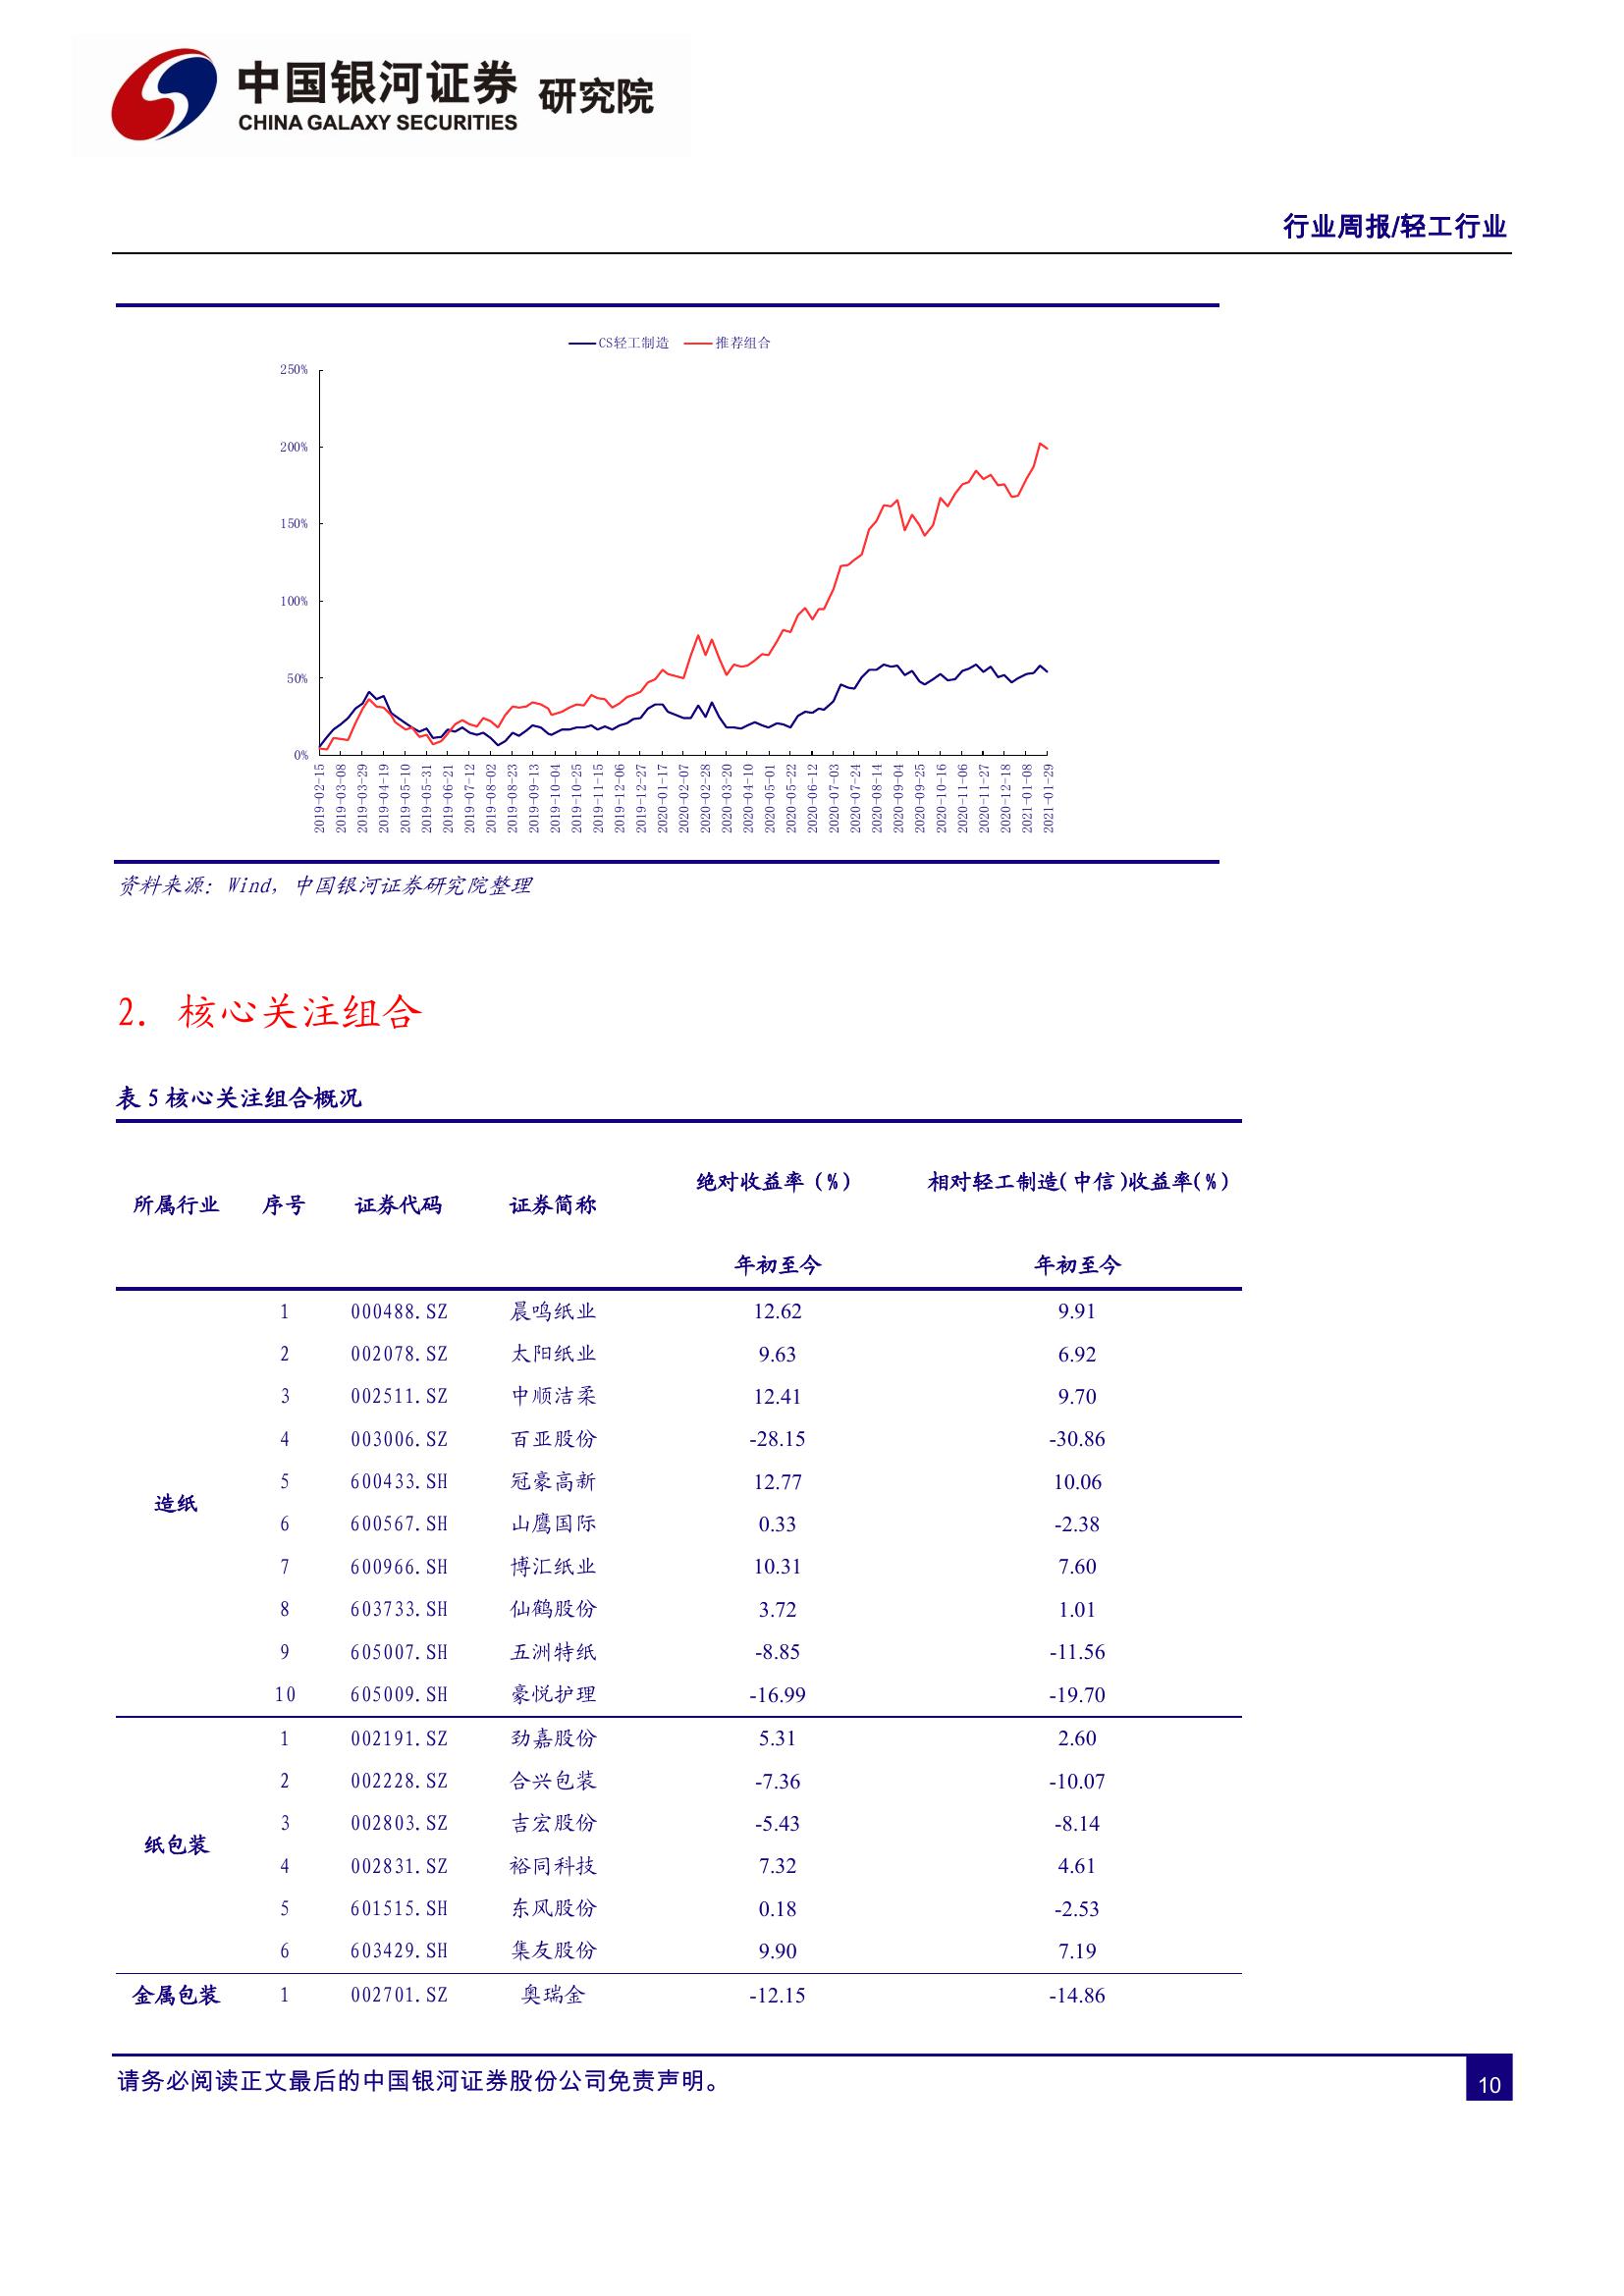 中国银河证券 研究院
CHINA GALAXY SECURITIES
行业周报/轻工行业
CS轻工制造 推荐组合
250%
200%
150%
100%
50%
0%
2019-02-15 2019-03-08 2019-03-29 2019-04-19 2019-05-10 2019-05-31 2019-06-21 2019-07-12 2019-08-02 2019-08-23 2019-09-13 2019-10-04 2019-10-25 2019-11-15 2019-12-06 2019-12-27 2020-01-17 2020-02-07 2020-02-28 2020-03-20 2020-04-10 2020-05-01 2020-05-22 2020-06-12 2020-07-03 2020-07-24 2020-08-14 2020-09-04 2020-09-25 2020-10-16 2020-11-06 2020-11-27 2020-12-18 2021-01-08 2021-01-29
资料来源：Wind，中国银河证券研究院整理
2. 核心关注组合
表 5 核心关注组合概况
所属行业 序号 证券代码 证券简称 绝对收益率（%） 相对轻工制造(中信)收益率(%)
年初至今 年初至今
造纸
1 000488.SZ 晨鸣纸业 12.62 9.91
2 002078.SZ 太阳纸业 9.63 6.92
3 002511.SZ 中顺洁柔 12.41 9.70
4 003006.SZ 百亚股份 -28.15 -30.86
5 600433.SH 冠豪高新 12.77 10.06
6 600567.SH 山鹰国际 0.33 -2.38
7 600966.SH 博汇纸业 10.31 7.60
8 603733.SH 仙鹤股份 3.72 1.01
9 605007.SH 五洲特纸 -8.85 -11.56
10 605009.SH 豪悦护理 -16.99 -19.70
纸包装
1 002191.SZ 劲嘉股份 5.31 2.60
2 002228.SZ 合兴包装 -7.36 -10.07
3 002803.SZ 吉宏股份 -5.43 -8.14
4 002831.SZ 裕同科技 7.32 4.61
5 601515.SH 东风股份 0.18 -2.53
6 603429.SH 集友股份 9.90 7.19
金属包装 1 002701.SZ 奥瑞金 -12.15 -14.86
请务必阅读正文最后的中国银河证券股份公司免责声明。
10